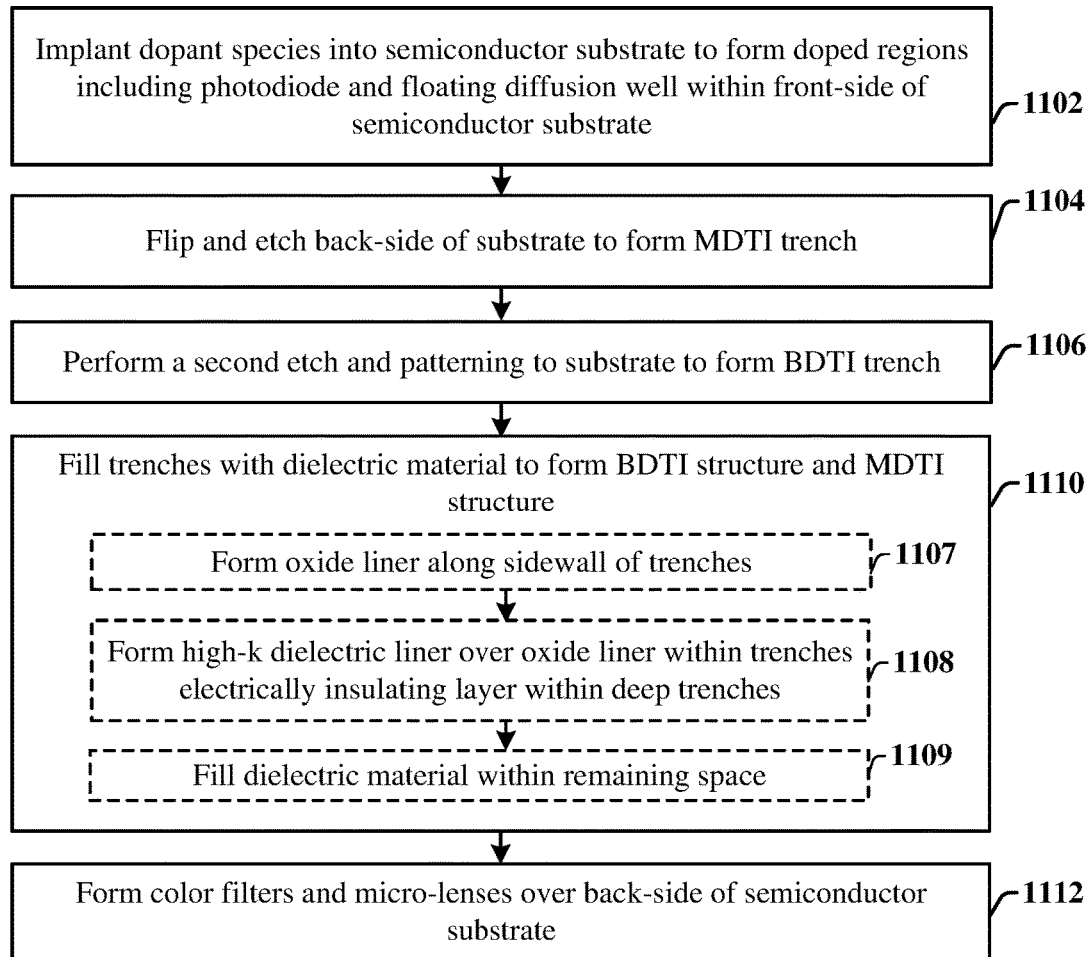 Implant dopant species into semiconductor substrate to form doped regions
including photodiode and floating diffusion well within front-side of
semiconductor substrate
1102
Flip and etch back-side of substrate to form MDTI trench
1104
Perform a second etch and patterning to substrate to form BDTI trench
1106
Fill trenches with dielectric material to form BDTI structure and MDTI
structure
1110
Form oxide liner along sidewall of trenches
1107
Form high-k dielectric liner over oxide liner within trenches
electrically insulating layer within deep trenches
1108
Fill dielectric material within remaining space
1109
Form color filters and micro-lenses over back-side of semiconductor
substrate
1112